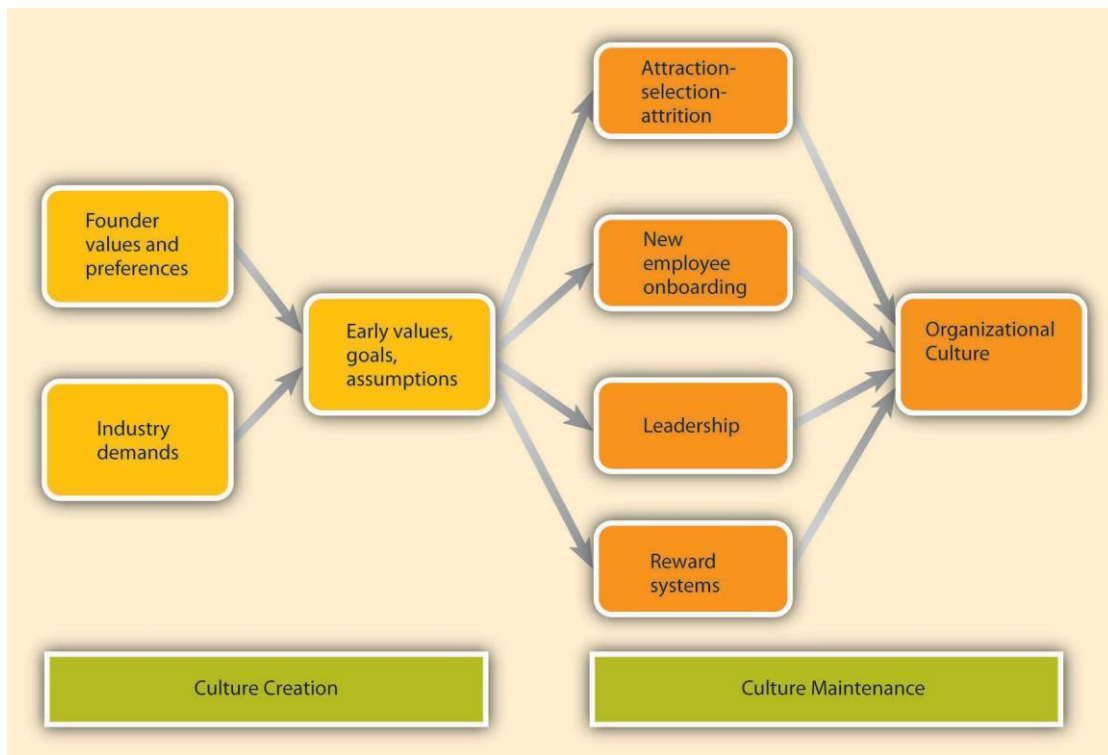 Attraction-
selection-
attrition
Founder
values and
preferences
New
employee
onboarding
Early values,
goals,
assumptions
Organizational
Culture
Industry
demands
Leadership
Reward
systems
Culture Creation
Culture Maintenance